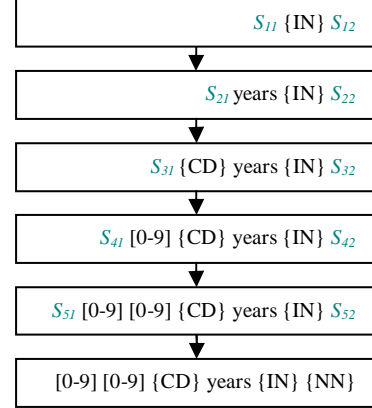 S11 {IN} S12
S21 years {IN} S22
S31 {CD} years {IN} S32
S41 [0-9] {CD} years {IN} S42
S51 [0-9] [0-9] {CD} years {IN} S52
[0-9] [0-9] {CD} years {IN} {NN}